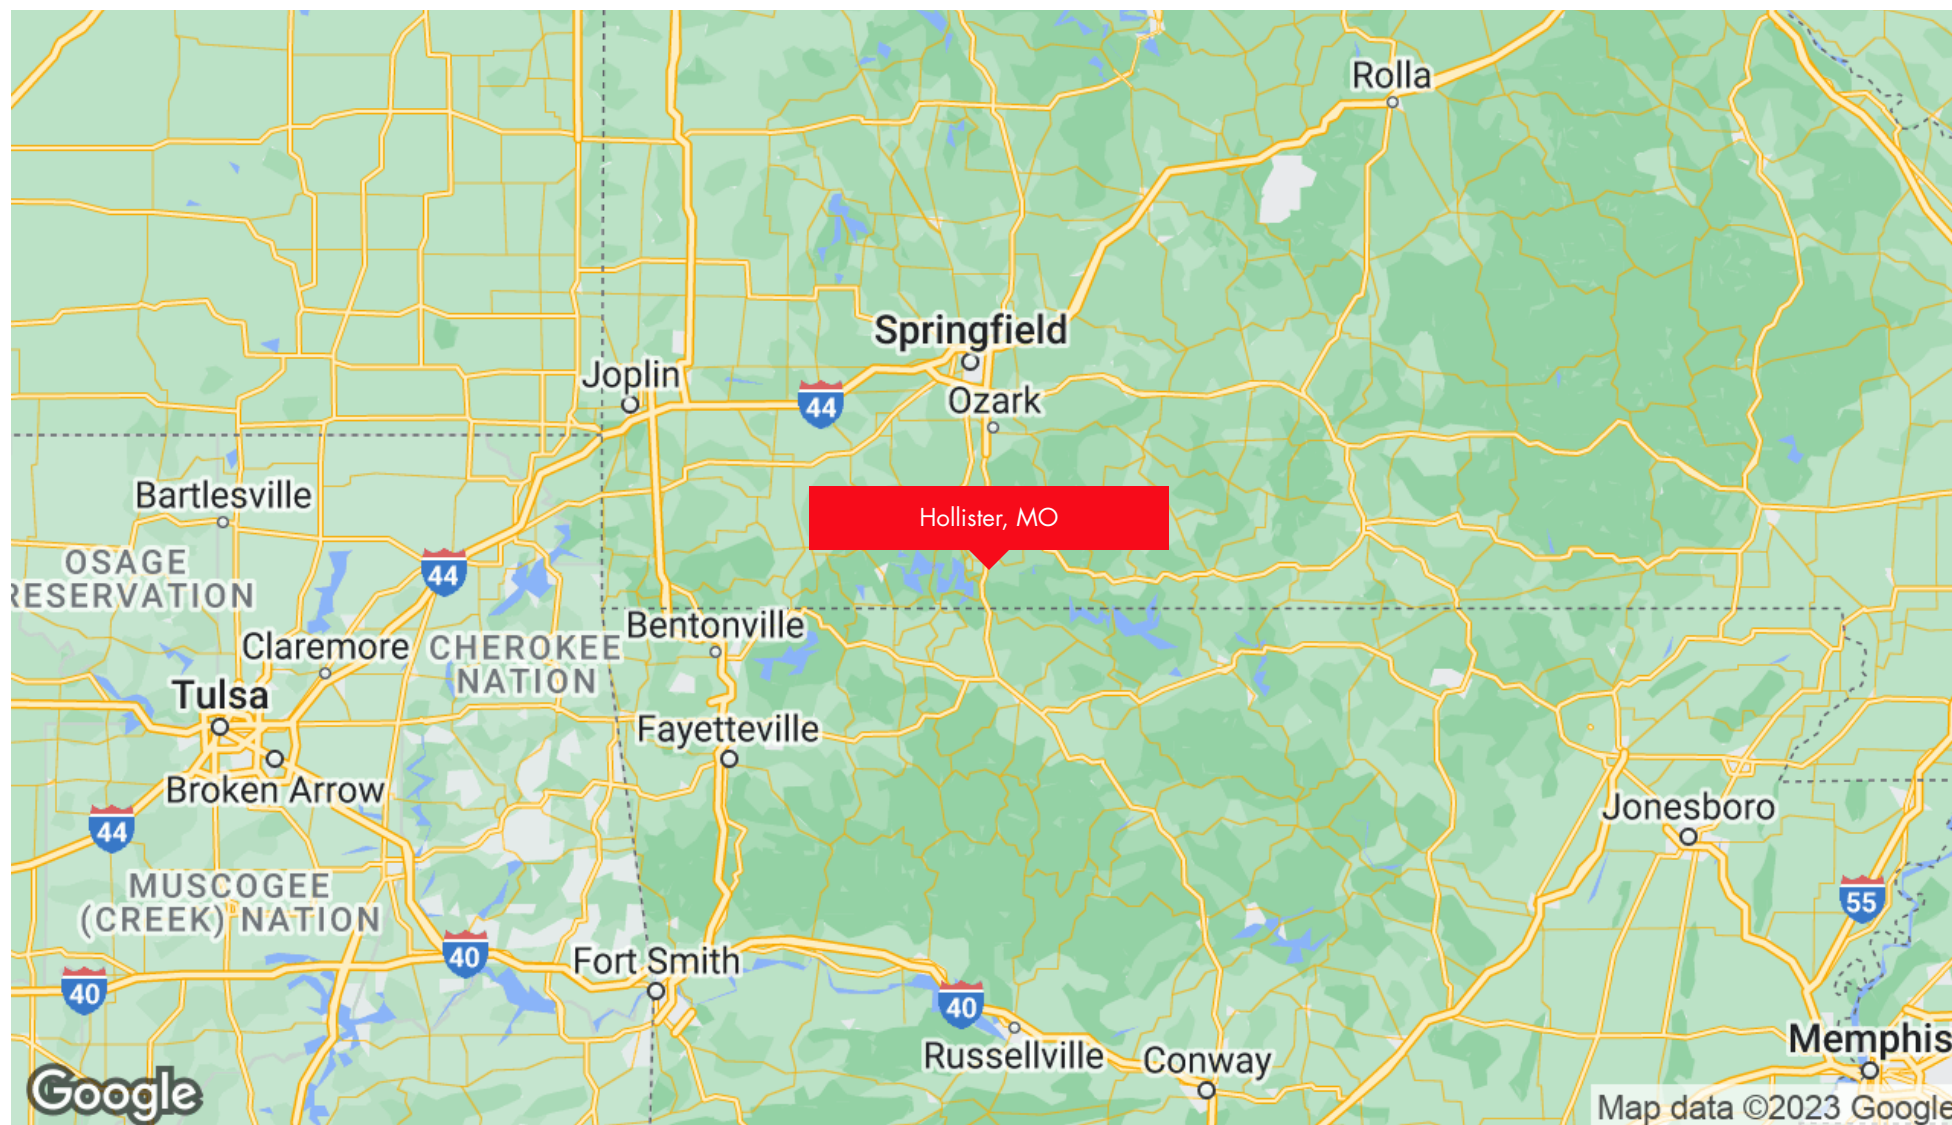 Rolla
Springfield
Joplin
44
Ozark
Bartlesville
Hollister, MO
OSAGE
RESERVATION
44
Bentonville
Claremore
CHEROKEE
NATION
Tulsa
Fayetteville
Broken Arrow
44
Jonesboro
MUSCOGEE
(CREEK) NATION
55
40
Fort Smith
40
40
Russellville
Conway
Memphis
Google
Map data ©2023 Google